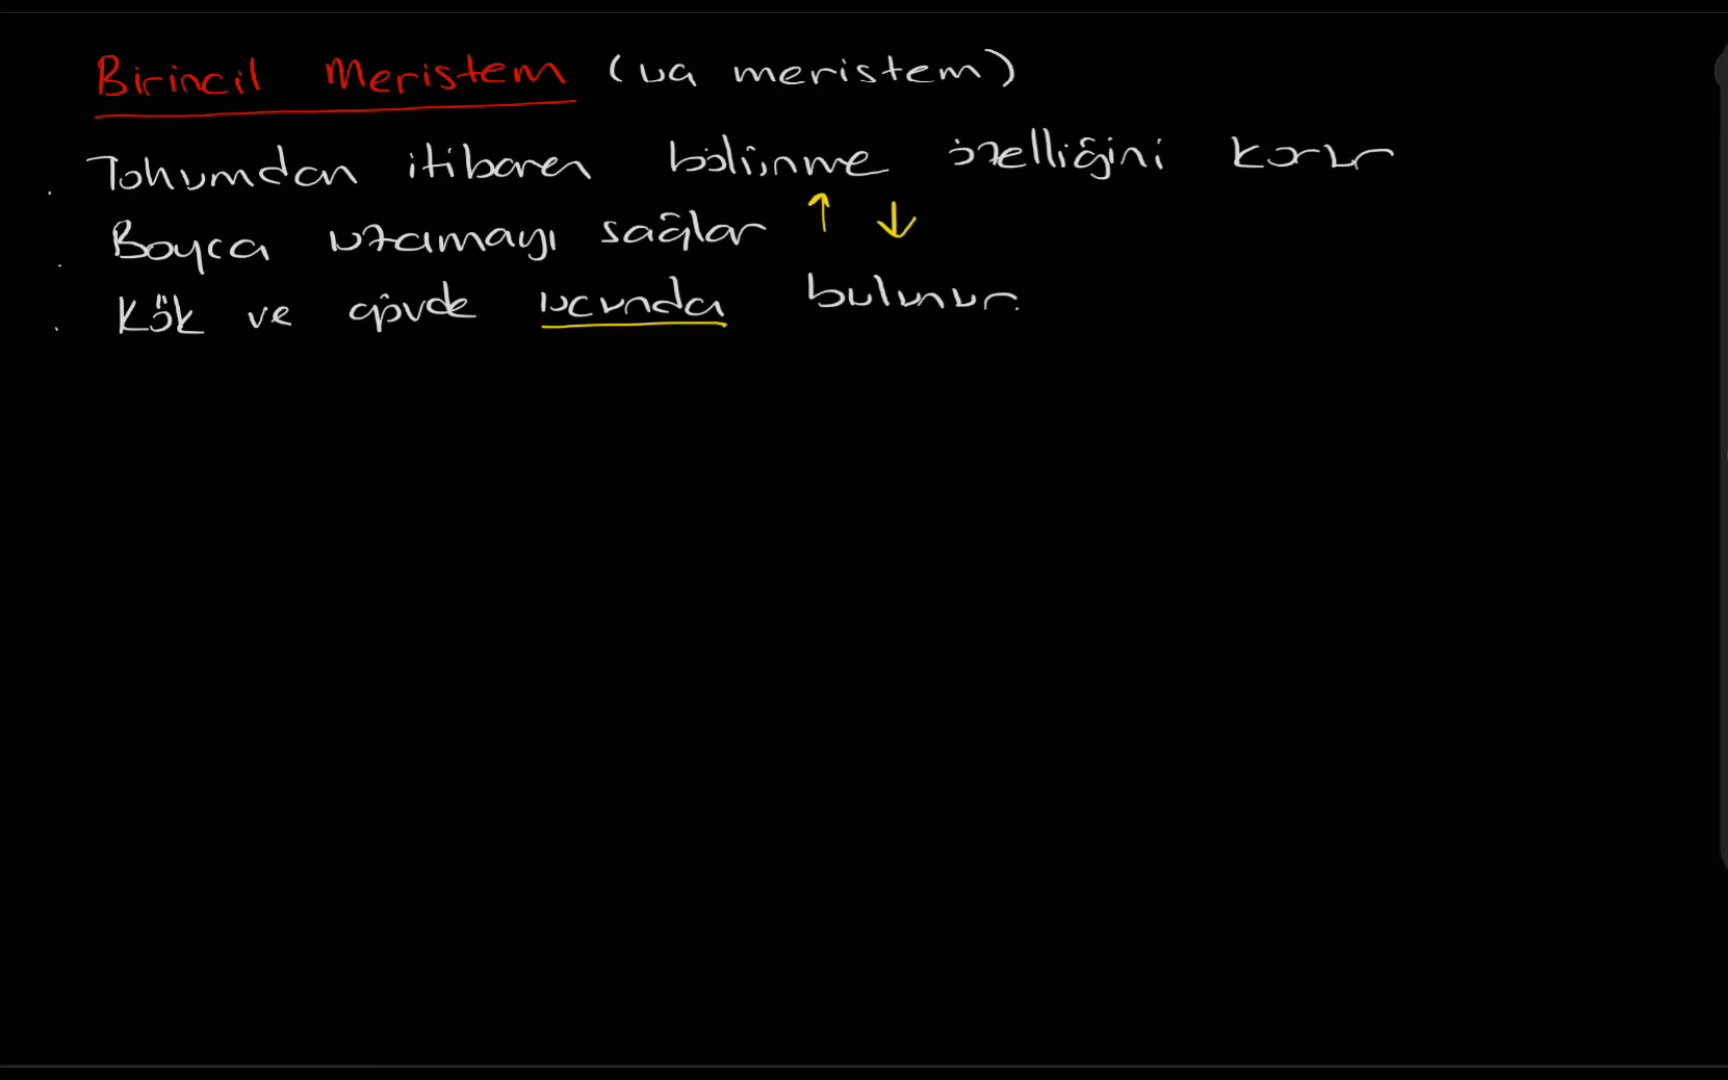 Birincil Meristem (uç meristem)
. Tohumdan itibaren bölünme özelliğini korur
. Boyca uzamayı sağlar ↑ ↓
. Kök ve gövde ucunda bulunur.